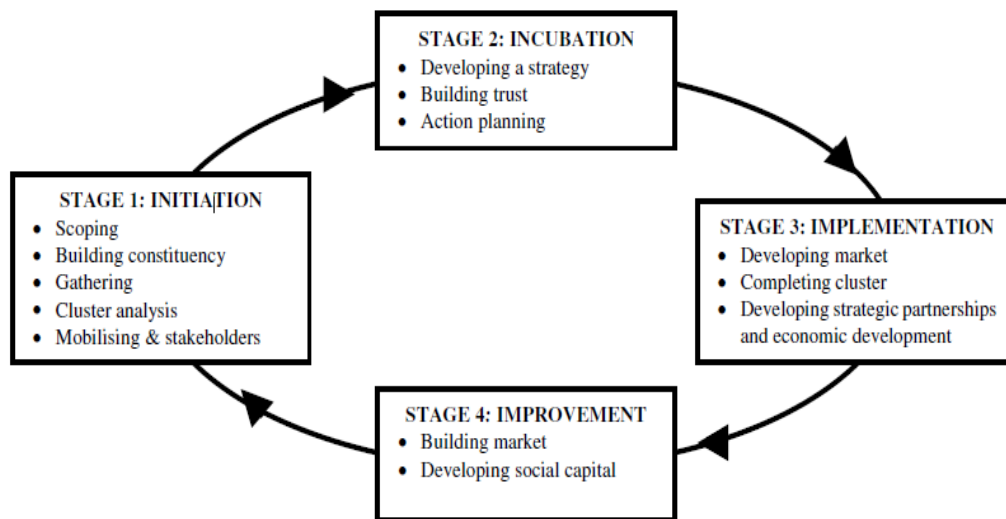 STAGE 2: INCUBATION
• Developing a strategy
• Building trust
• Action planning
STAGE 1: INITIATION
• Scoping
• Building constituency
• Gathering
• Cluster analysis
• Mobilising & stakeholders
STAGE 3: IMPLEMENTATION
• Developing market
• Completing cluster
• Developing strategic partnerships
and economic development
STAGE 4: IMPROVEMENT
• Building market
• Developing social capital